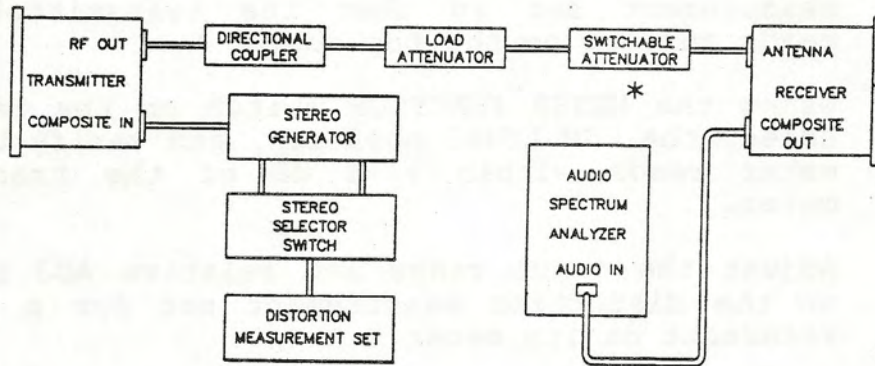 RF OUT
TRANSMITTER
COMPOSITE IN
DIRECTIONAL
COUPLER
LOAD
ATTENUATOR
SWITCHABLE
ATTENUATOR
*
ANTENNA
RECEIVER
COMPOSITE
OUT
STEREO
GENERATOR
STEREO
SELECTOR
SWITCH
DISTORTION
MEASUREMENT SET
AUDIO
SPECTRUM
ANALYZER
AUDIO IN